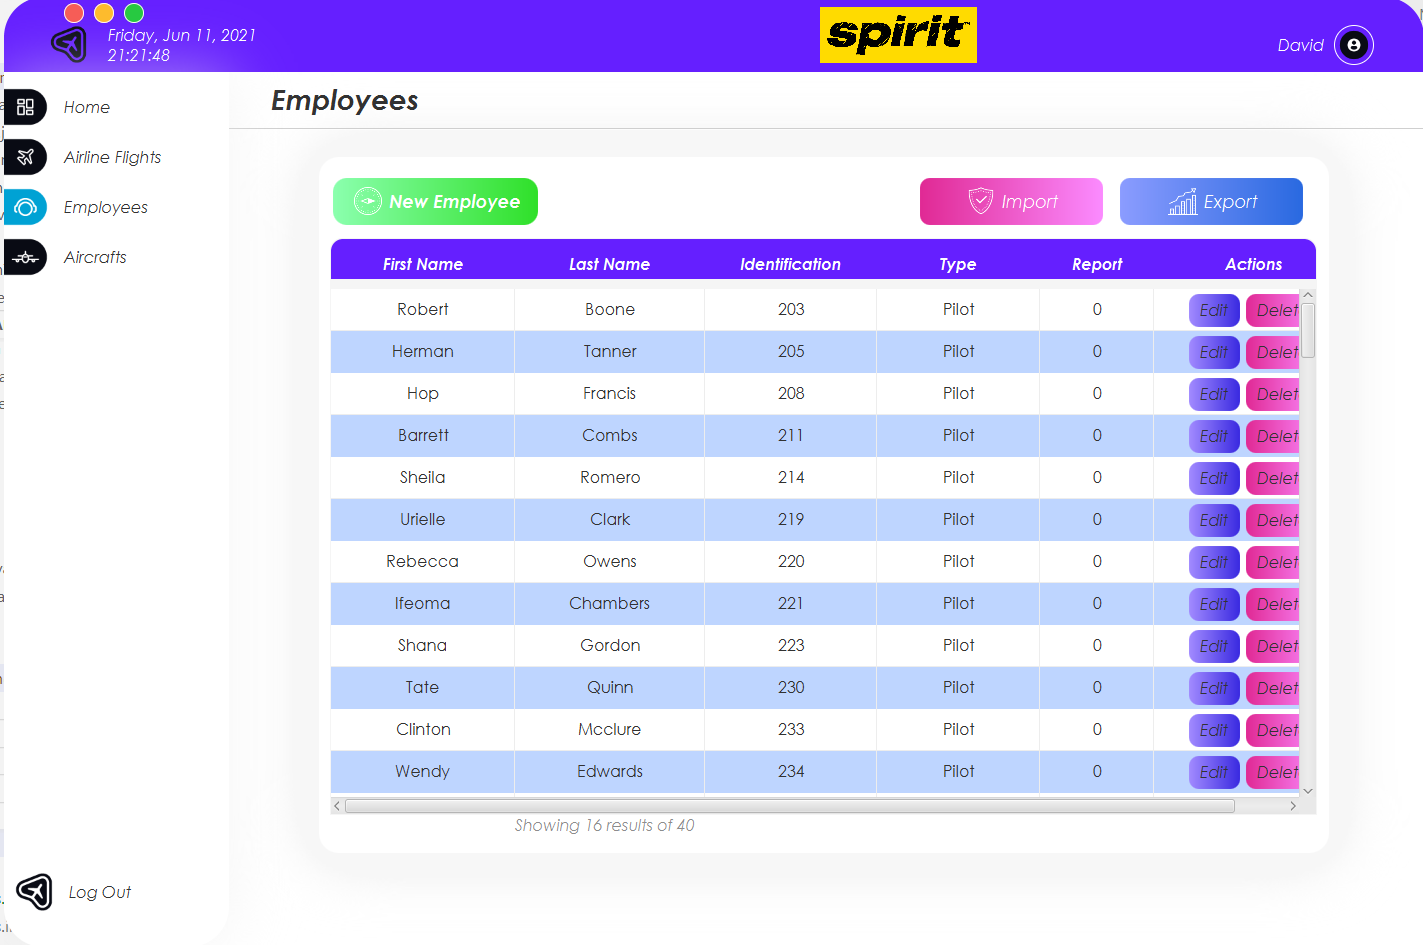 Friday, Jun 11, 2021
21:21:48
spirit
David
Home
Airline Flights
Employees
Aircrafts
Log Out
Employees
New Employee
Import
Export
First Name Last Name Identification Type Report Actions
Robert Boone 203 Pilot 0 Edit Delet
Herman Tanner 205 Pilot 0 Edit Delet
Hop Francis 208 Pilot 0 Edit Delet
Barrett Combs 211 Pilot 0 Edit Delet
Sheila Romero 214 Pilot 0 Edit Delet
Urielle Clark 219 Pilot 0 Edit Delet
Rebecca Owens 220 Pilot 0 Edit Delet
Ifeoma Chambers 221 Pilot 0 Edit Delet
Shana Gordon 223 Pilot 0 Edit Delet
Tate Quinn 230 Pilot 0 Edit Delet
Clinton Mcclure 233 Pilot 0 Edit Delet
Wendy Edwards 234 Pilot 0 Edit Delet
Showing 16 results of 40